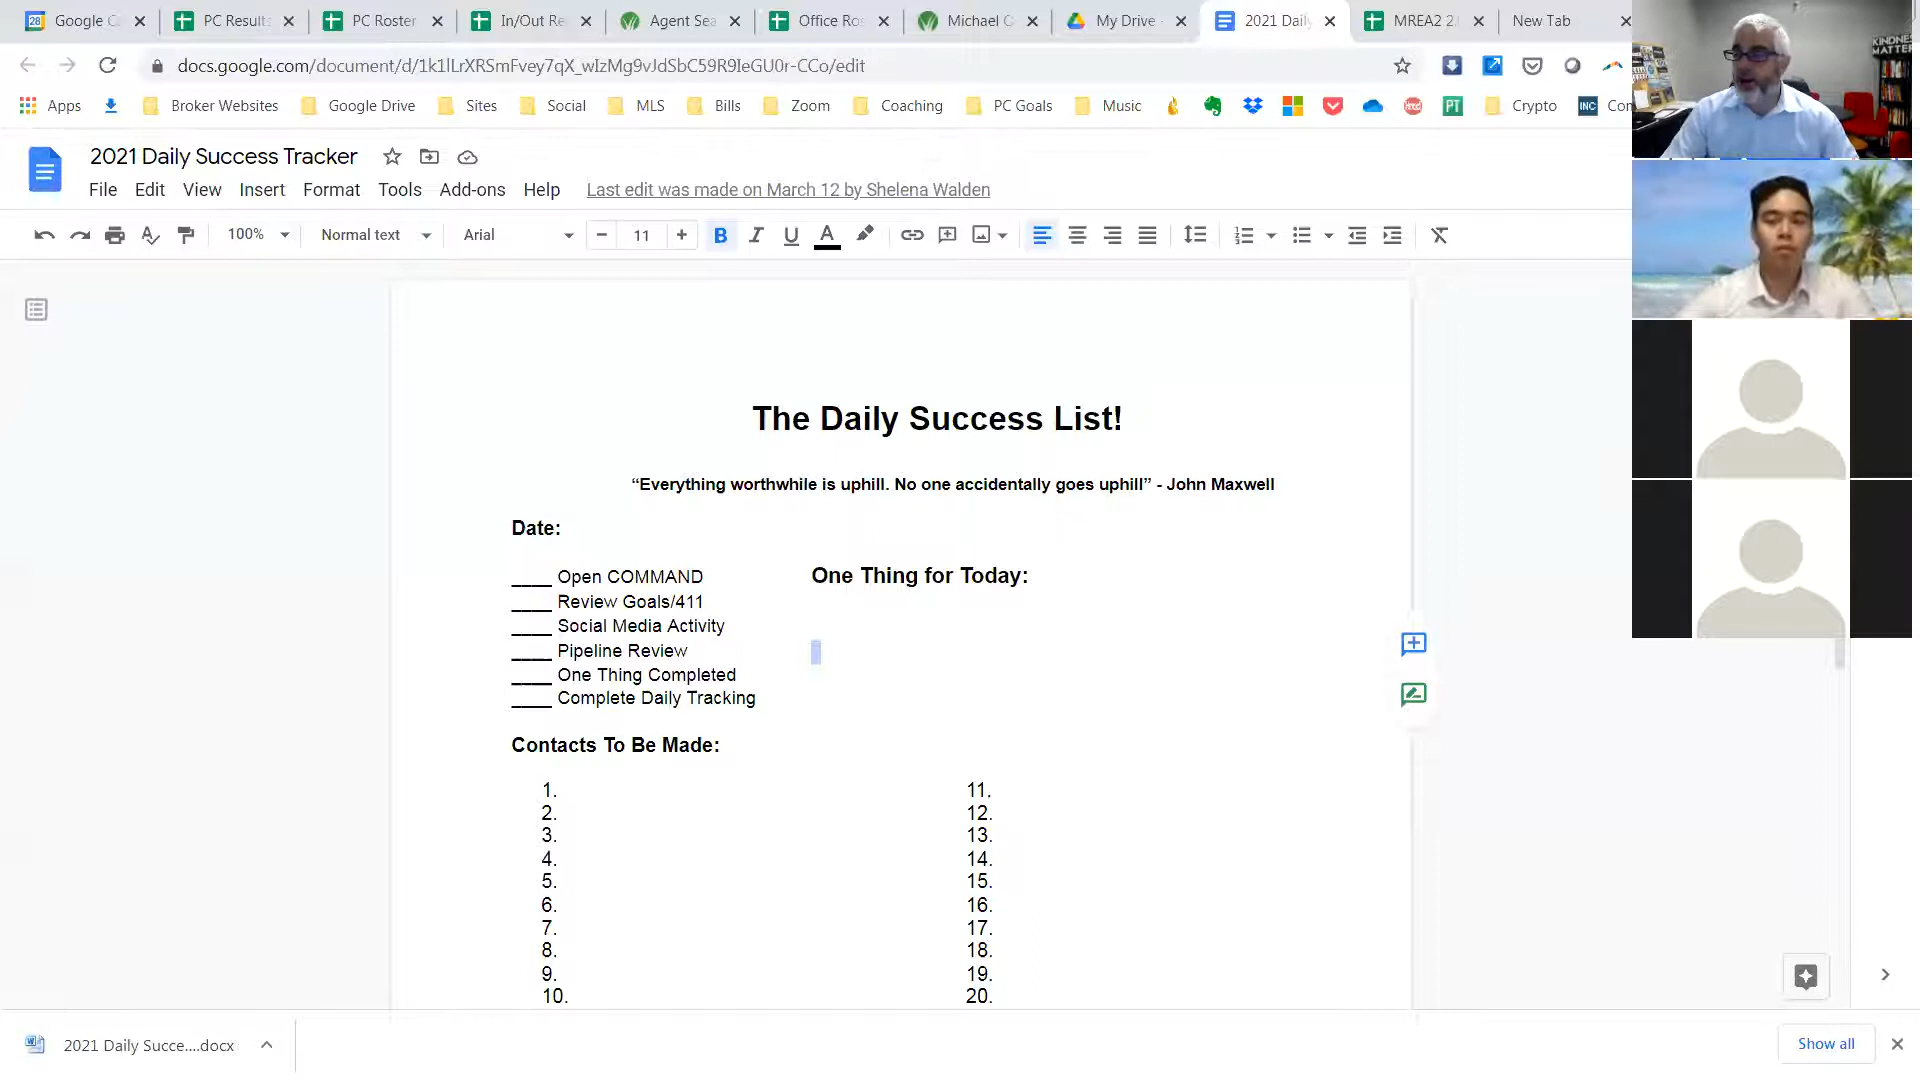 Google C
PC Results
PC Roster
In/Out Re
Agent Sea
Office Ros
Michael C
My Drive -
2021 Daily
MREA2 2
New Tab
docs.google.com/document/d/1k1lLrXRSmFvey7qX_wIzMg9vJdSbC59R9IeGU0r-CCo/edit
Apps
Broker Websites
Google Drive
Sites
Social
MLS
Bills
Zoom
Coaching
PC Goals
Music
PT
Crypto
INC
Con
KINDNESS
MATTER
2021 Daily Success Tracker
File Edit View Insert Format Tools Add-ons Help
Last edit was made on March 12 by Shelena Walden
100% Normal text Arial 11 B I U A
The Daily Success List!
“Everything worthwhile is uphill. No one accidentally goes uphill” - John Maxwell
Date:
____ Open COMMAND
____ Review Goals/411
____ Social Media Activity
____ Pipeline Review
____ One Thing Completed
____ Complete Daily Tracking
One Thing for Today:
Contacts To Be Made:
1.
2.
3.
4.
5.
6.
7.
8.
9.
10.
11.
12.
13.
14.
15.
16.
17.
18.
19.
20.
2021 Daily Succe....docx
Show all